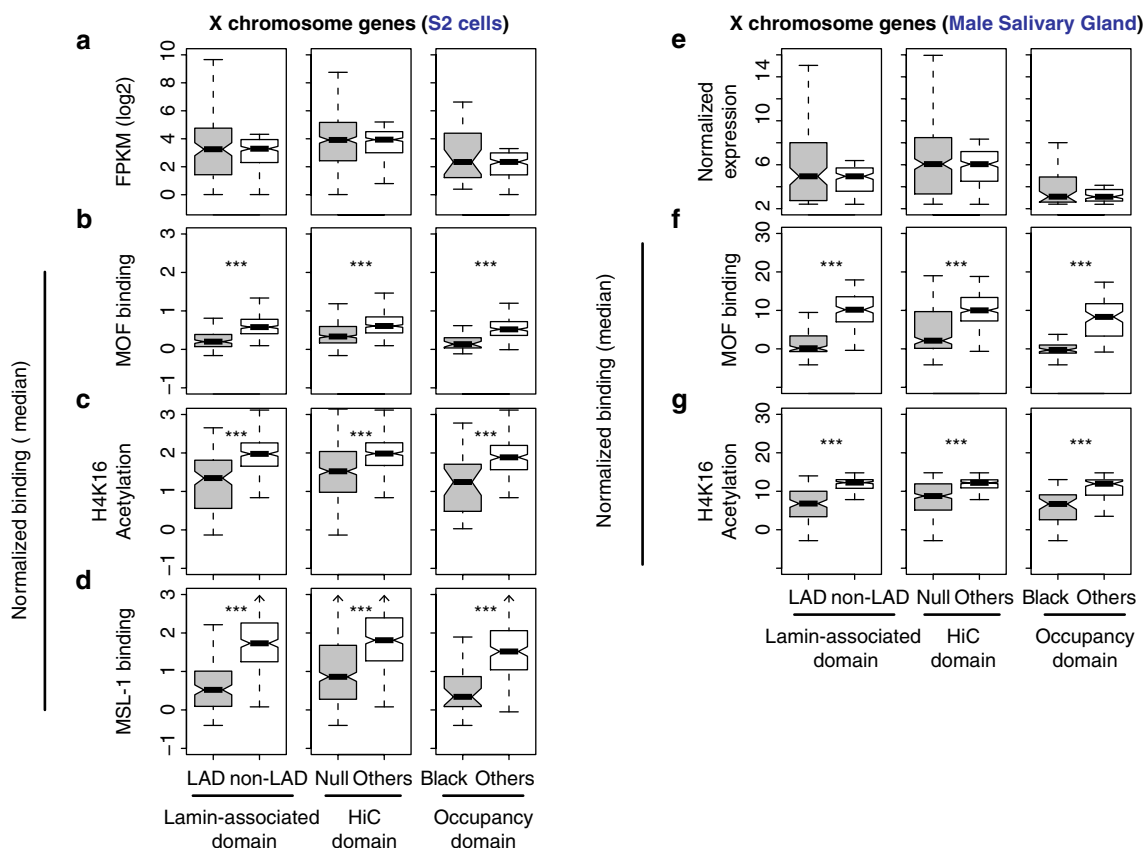 X chromosome genes (S2 cells)
a
FPKM (log2)
0 2 4 6 8 10
b
MOF binding
−1 0 1 2 3
*** *** ***
c
H4K16
Acetylation
−1 0 1 2 3
*** *** ***
d
MSL-1 binding
−1 0 1 2 3
*** *** ***
Normalized binding ( median)
LAD non-LAD Null Others Black Others
Lamin-associated
domain
HiC
domain
Occupancy
domain
X chromosome genes (Male Salivary Gland)
e
Normalized
expression
2 6 10 14
f
MOF binding
0 10 20 30
*** *** ***
g
H4K16
Acetylation
0 10 20 30
*** *** ***
Normalized binding (median)
LAD non-LAD Null Others Black Others
Lamin-associated
domain
HiC
domain
Occupancy
domain